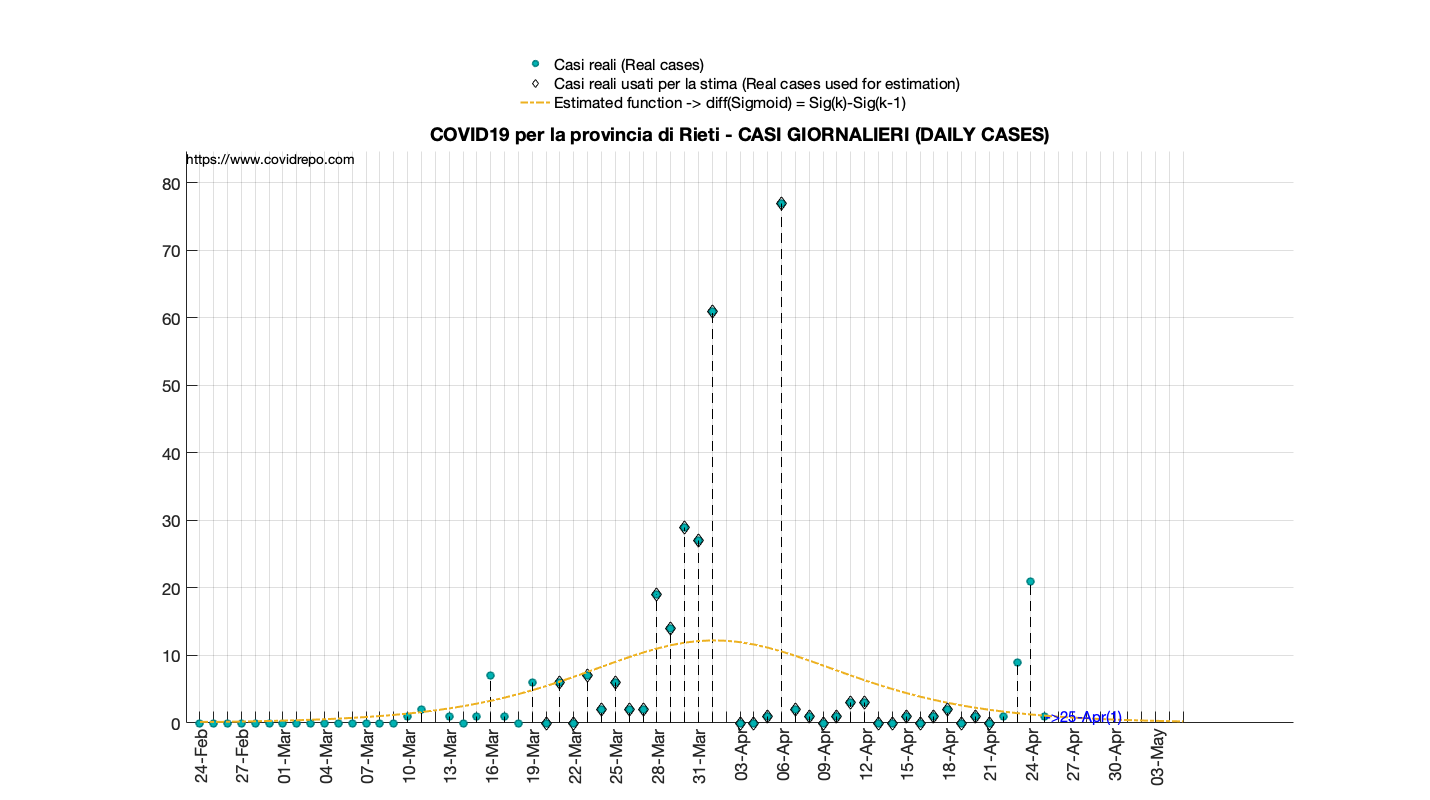 Casi reali (Real cases)
Casi reali usati per la stima (Real cases used for estimation)
Estimated function -> diff(Sigmoid) = Sig(k)-Sig(k-1)
COVID19 per la provincia di Rieti - CASI GIORNALIERI (DAILY CASES)
https://www.covidrepo.com
80
70
60
50
40
30
20
10
0
->25-Apr(1)
24-Feb
27-Feb
01-Mar
04-Mar
07-Mar
10-Mar
13-Mar
16-Mar
19-Mar
22-Mar
25-Mar
28-Mar
31-Mar
03-Apr
06-Apr
09-Apr
12-Apr
15-Apr
18-Apr
21-Apr
24-Apr
27-Apr
30-Apr
03-May